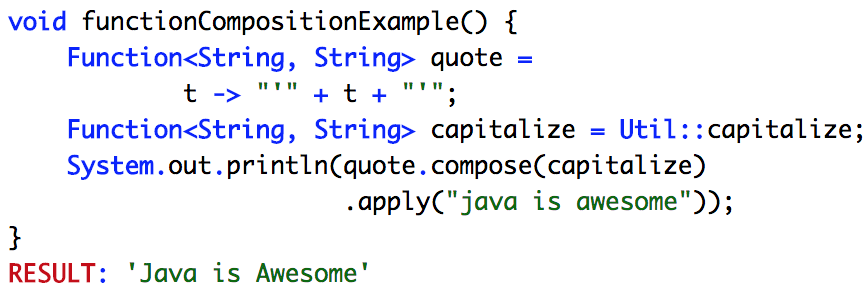 void functionCompositionExample() {
Function<String, String> quote =
t -> "'" + t + "'";
Function<String, String> capitalize = Util::capitalize;
System.out.println(quote.compose(capitalize)
.apply("java is awesome"));
}
RESULT: 'Java is Awesome'